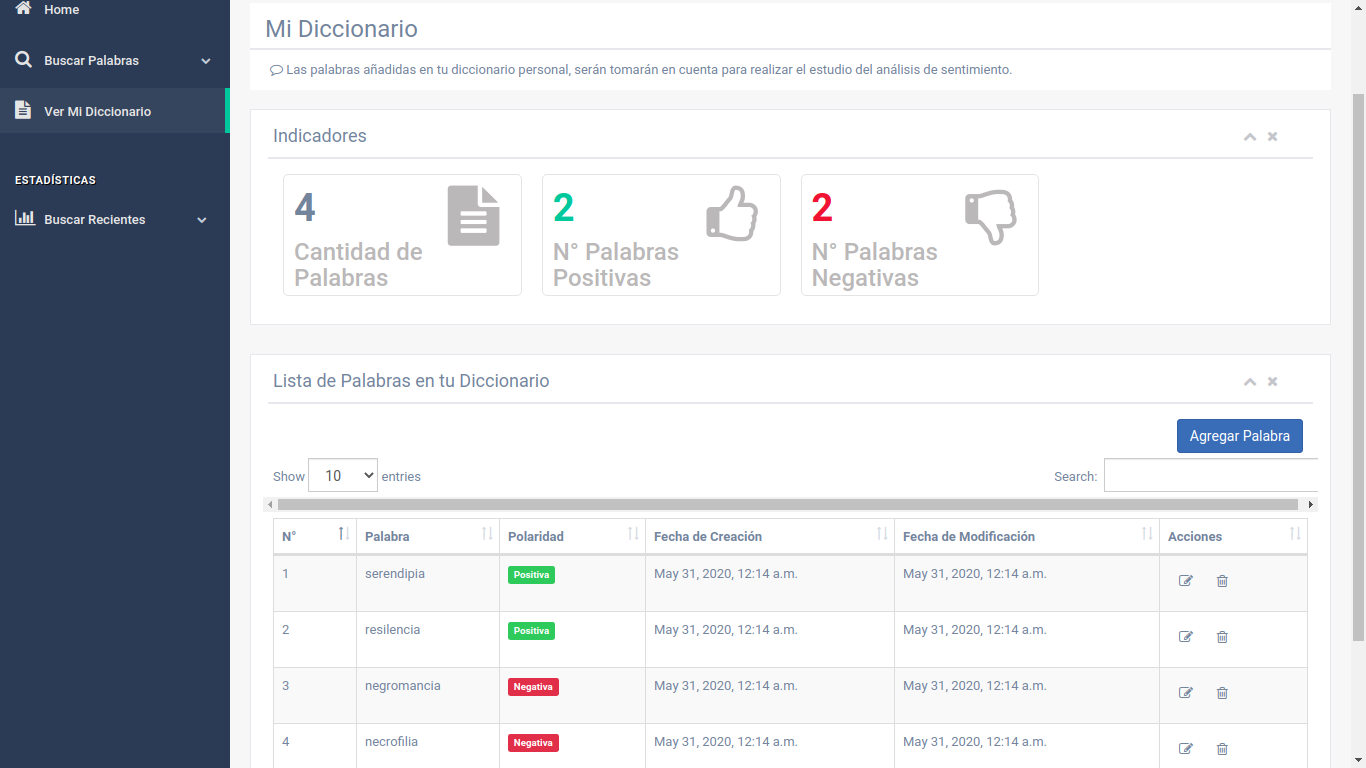 Home
Buscar Palabras
Ver Mi Diccionario
ESTADÍSTICAS
Buscar Recientes
Mi Diccionario
Las palabras añadidas en tu diccionario personal, serán tomarán en cuenta para realizar el estudio del análisis de sentimiento.
Indicadores
4
Cantidad de
Palabras
2
N° Palabras
Positivas
2
N° Palabras
Negativas
Lista de Palabras en tu Diccionario
Agregar Palabra
Show 10 entries
Search:
N° Palabra Polaridad Fecha de Creación Fecha de Modificación Acciones
1 serendipia Positiva May 31, 2020, 12:14 a.m. May 31, 2020, 12:14 a.m.
2 resilencia Positiva May 31, 2020, 12:14 a.m. May 31, 2020, 12:14 a.m.
3 negromancia Negativa May 31, 2020, 12:14 a.m. May 31, 2020, 12:14 a.m.
4 necrofilia Negativa May 31, 2020, 12:14 a.m. May 31, 2020, 12:14 a.m.